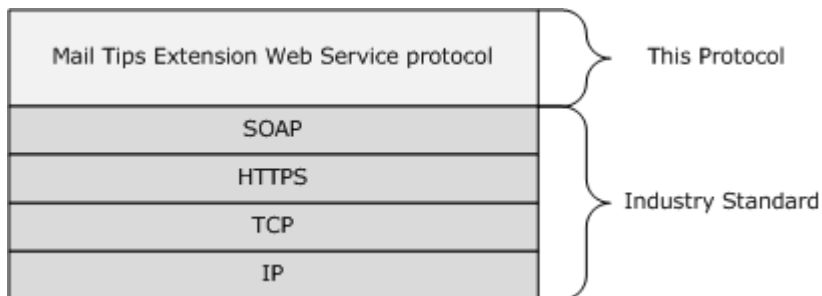 Mail Tips Extension Web Service protocol
This Protocol
SOAP
HTTPS
TCP
IP
Industry Standard